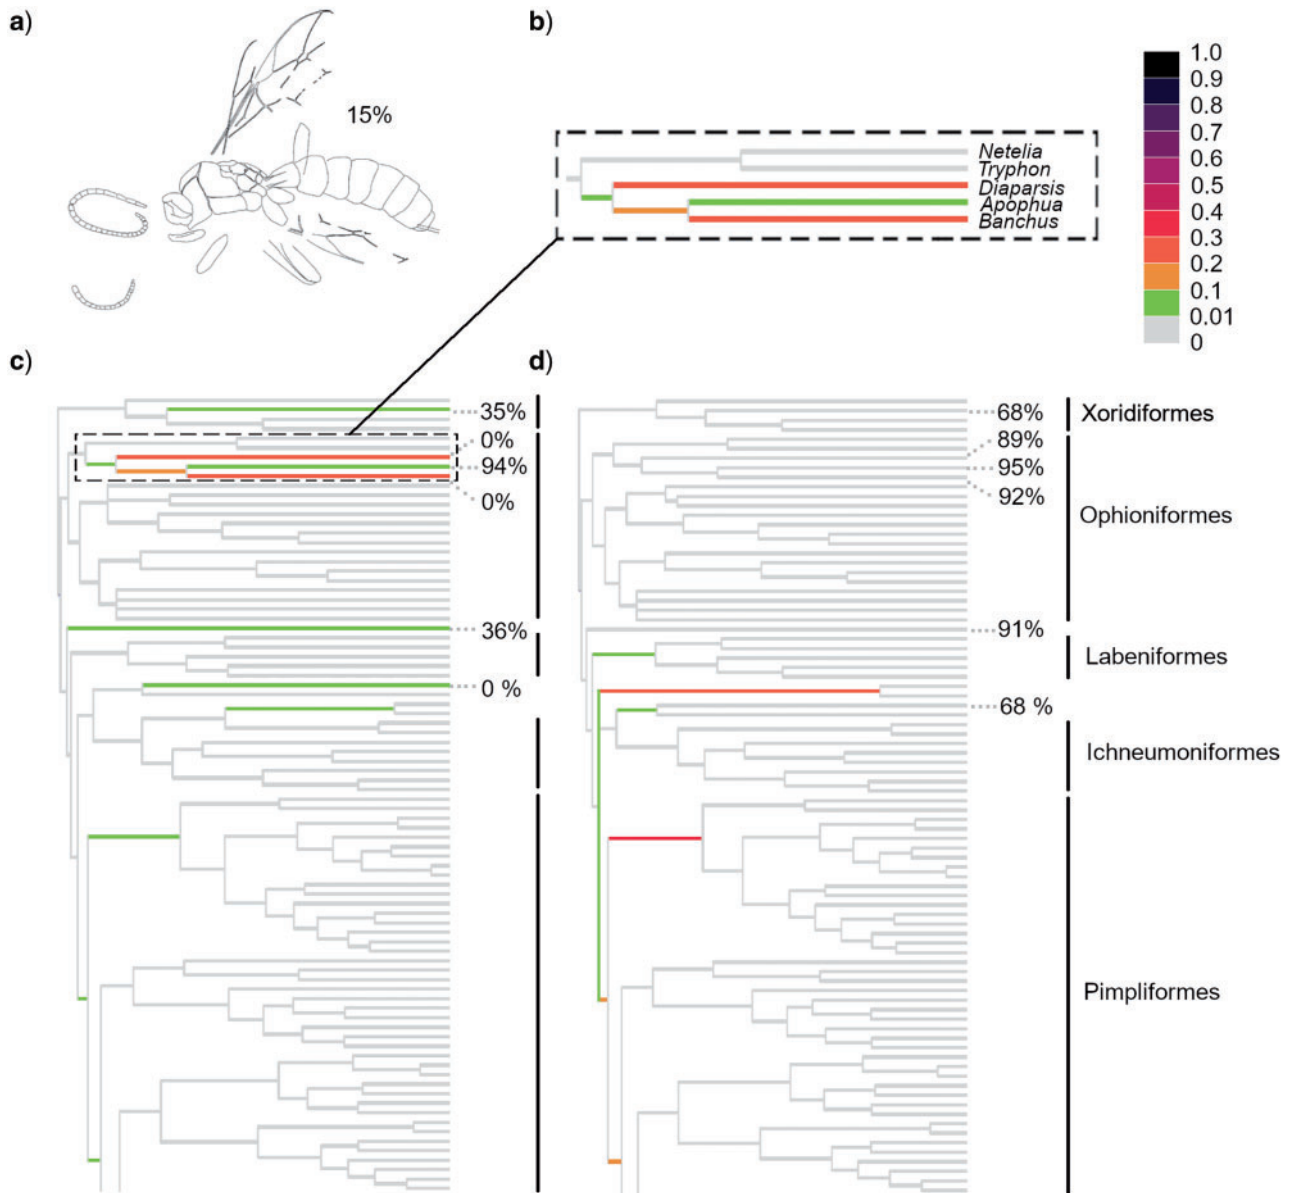 a)
15%
b)
Netelia
Tryphon
Diaparsis
Apophua
Banchus
1.0
0.9
0.8
0.7
0.6
0.5
0.4
0.3
0.2
0.1
0.01
0
c)
35%
0%
94%
0%
36%
0 %
d)
68%
89%
95%
92%
91%
68 %
Xoridiformes
Ophioniformes
Labeniformes
Ichneumoniformes
Pimpliformes